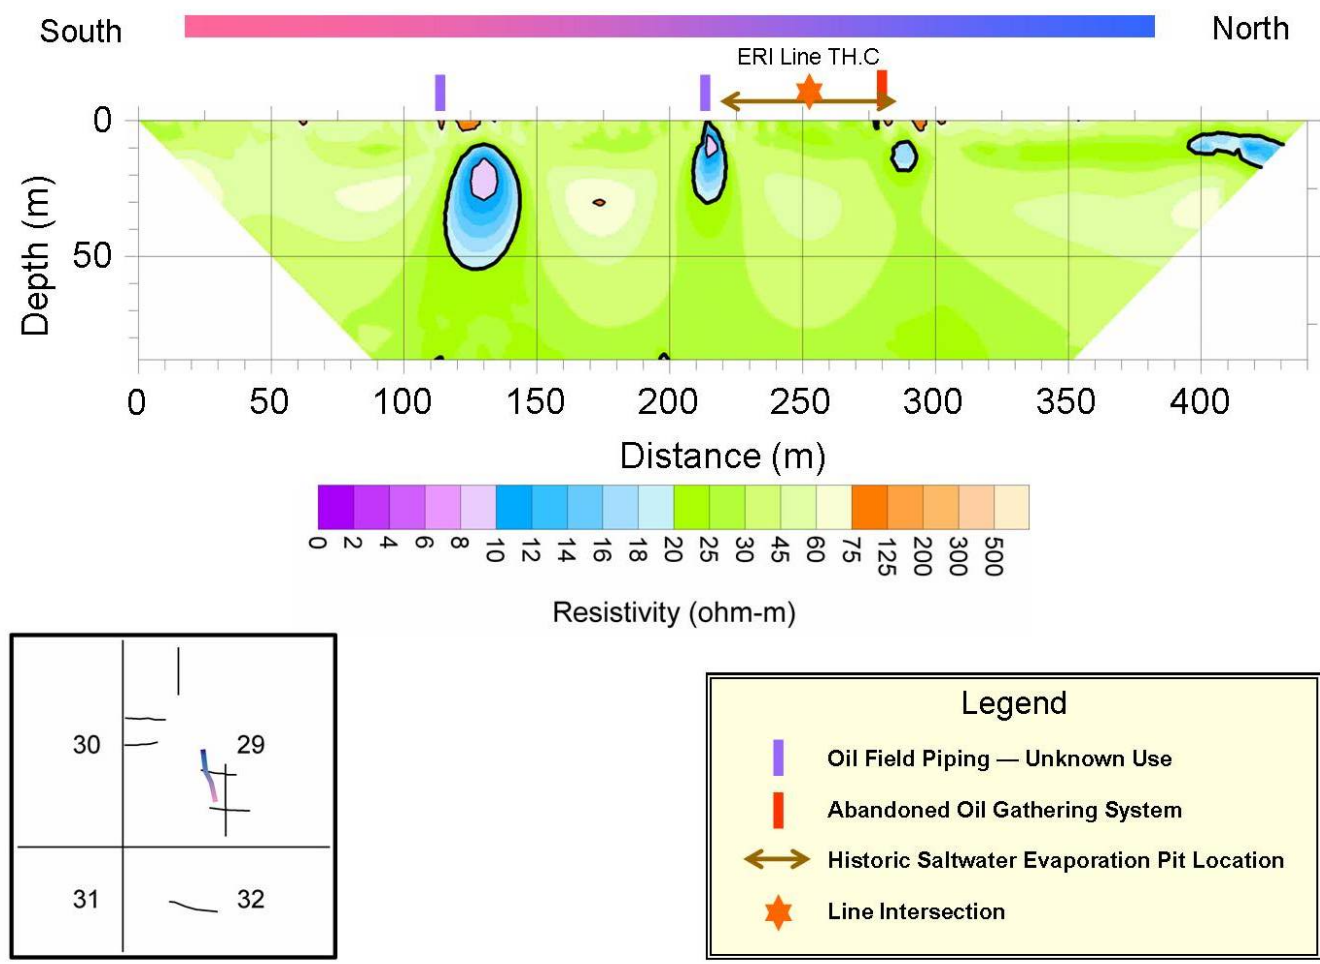 South
North
ERI Line TH.C
0
50
Depth (m)
0 50 100 150 200 250 300 350 400
Distance (m)
0 2 4 6 8 10 12 14 16 18 20 25 30 45 60 75 125 200 300 500
Resistivity (ohm-m)
30 29
31 32
Legend
Oil Field Piping — Unknown Use
Abandoned Oil Gathering System
Historic Saltwater Evaporation Pit Location
Line Intersection